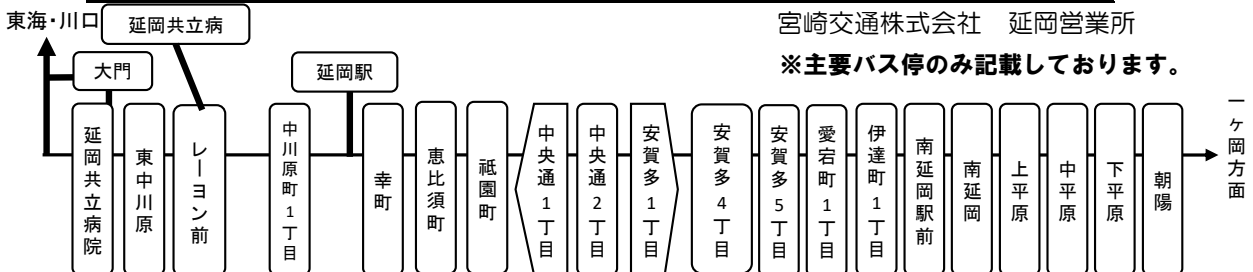 東海・川口
延岡共立病
宮崎交通株式会社 延岡営業所
大門
延岡駅
※主要バス停のみ記載しております。
延岡共立病院
東中川原
レーヨン前
中川原町1丁目
幸町
恵比須町
祗園町
中央通1丁目
中央通2丁目
安賀多1丁目
安賀多4丁目
安賀多5丁目
愛宕町1丁目
伊達町1丁目
南延岡駅前
南延岡
上平原
中平原
下平原
朝陽
一ヶ岡方面